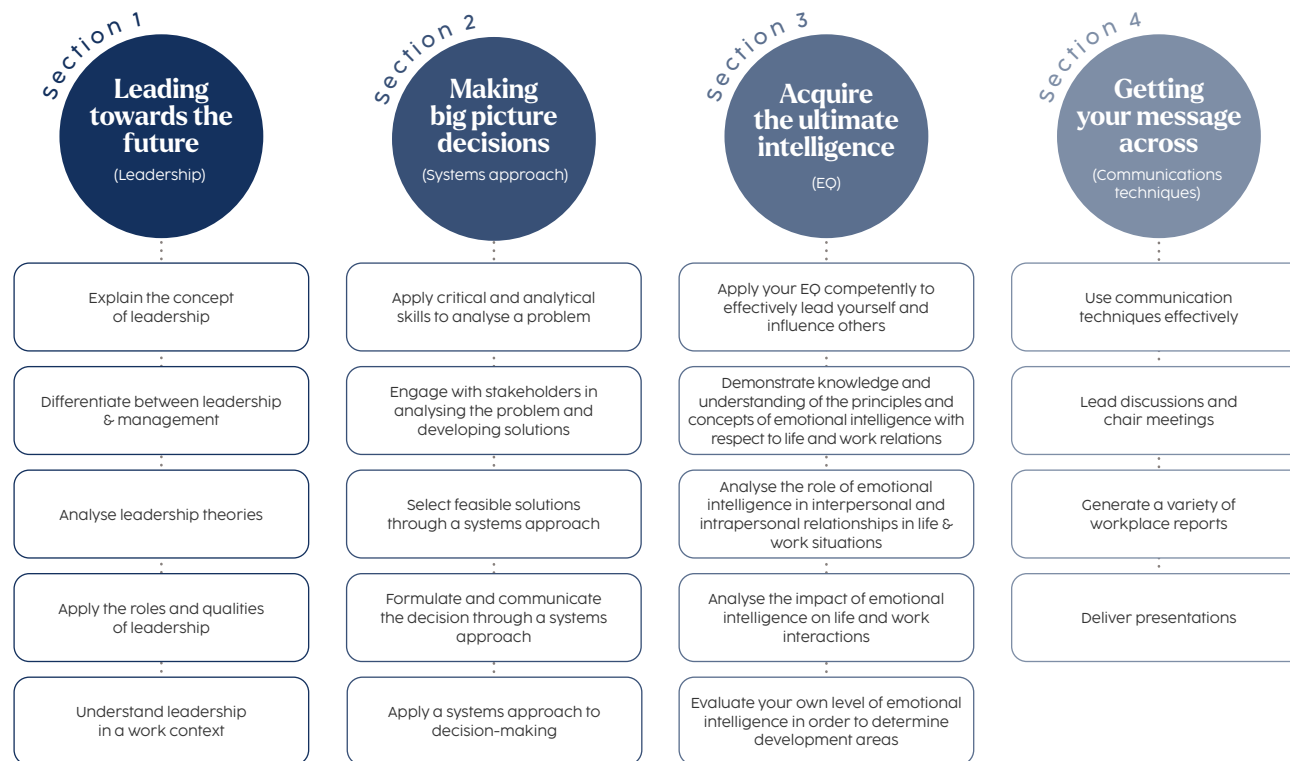 section 1
Leading
towards the
future
(Leadership)
Explain the concept
of leadership
Differentiate between leadership
& management
Analyse leadership theories
Apply the roles and qualities
of leadership
Understand leadership
in a work context
section 2
Making
big picture
decisions
(Systems approach)
Apply critical and analytical
skills to analyse a problem
Engage with stakeholders in
analysing the problem and
developing solutions
Select feasible solutions
through a systems approach
Formulate and communicate
the decision through a systems
approach
Apply a systems approach to
decision-making
section 3
Acquire
the ultimate
intelligence
(EQ)
Apply your EQ competently to
effectively lead yourself and
influence others
Demonstrate knowledge and
understanding of the principles and
concepts of emotional intelligence with
respect to life and work relations
Analyse the role of emotional
intelligence in interpersonal and
intrapersonal relationships in life &
work situations
Analyse the impact of emotional
intelligence on life and work
interactions
Evaluate your own level of emotional
intelligence in order to determine
development areas
section 4
Getting
your message
across
(Communications
techniques)
Use communication
techniques effectively
Lead discussions and
chair meetings
Generate a variety of
workplace reports
Deliver presentations